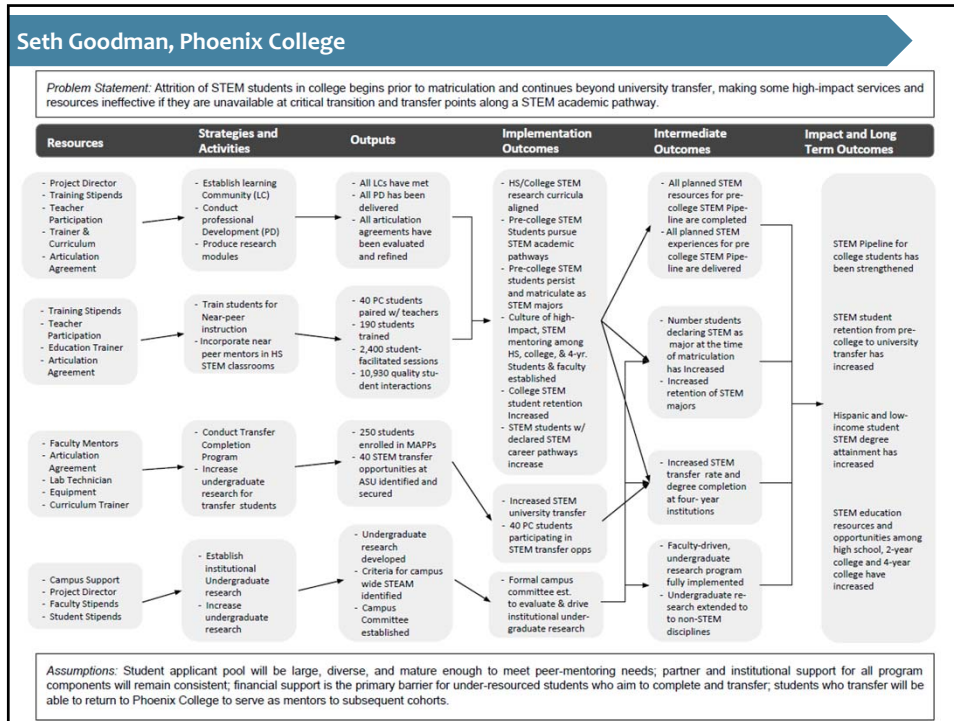 Seth Goodman, Phoenix College
Problem Statement: Attrition of STEM students in college begins prior to matriculation and continues beyond university transfer, making some high-impact services and
resources ineffective if they are unavailable at critical transition and transfer points along a STEM academic pathway.
Resources
Strategies and
Activities
Outputs
Implementation
Outcomes
Intermediate
Outcomes
Impact and Long
Term Outcomes
- Project Director
- Training Stipends
- Teacher
Participation
- Trainer &
Curriculum
- Articulation
Agreement
- Establish learning
Community (LC)
- Conduct
professional
Development (PD)
- Produce research
modules
- All LCs have met
- All PD has been
delivered
- All articulation
agreements have
been evaluated
and refined
- Training Stipends
- Teacher
Participation
- Education Trainer
- Articulation
Agreement
- Train students for
Near-peer
instruction
- Incorporate near
peer mentors in HS
STEM classrooms
- 40 PC students
paired w/ teachers
- 190 students
trained
- 2,400 student-
facilitated sessions
- 10,930 quality stu-
dent interactions
- Faculty Mentors
- Articulation
Agreement
- Lab Technician
- Equipment
- Curriculum Trainer
- Conduct Transfer
Completion
Program
- Increase
undergraduate
research for
transfer students
- 250 students
enrolled in MAPPs
- 40 STEM transfer
opportunities at
ASU identified and
secured
- Campus Support
- Project Director
- Faculty Stipends
- Student Stipends
- Establish
institutional
Undergraduate
research
- Increase
undergraduate
research
- Undergraduate
research
developed
- Criteria for campus
wide STEAM
identified
- Campus
Committee
established
- HS/College STEM
research curricula
aligned
- Pre-college STEM
Students pursue
STEM academic
pathways
- Pre-college STEM
students persist
and matriculate as
STEM majors
- Culture of high-
Impact, STEM
mentoring among
HS, college, & 4-yr.
Students & faculty
established
- College STEM
student retention
Increased
- STEM students w/
declared STEM
career pathways
increase
- Increased STEM
university transfer
- 40 PC students
participating in
STEM transfer opps
- Formal campus
committee est.
to evaluate & drive
institutional under-
graduate research
- All planned STEM
resources for pre-
college STEM Pipe-
line are completed
- All planned STEM
experiences for pre
college STEM Pipe-
line are delivered
- Number students
declaring STEM as
major at the time
of matriculation
has Increased
- Increased
retention of STEM
majors
- Increased STEM
transfer rate and
degree completion
at four- year
institutions
- Faculty-driven,
undergraduate
research program
fully implemented
- Undergraduate re-
search extended to
to non-STEM
disciplines
STEM Pipeline for
college students has
been strengthened
STEM student
retention from pre-
college to university
transfer has
increased
Hispanic and low-
income student
STEM degree
attainment has
increased
STEM education
resources and
opportunities among
high school, 2-year
college and 4-year
college have
increased
Assumptions: Student applicant pool will be large, diverse, and mature enough to meet peer-mentoring needs; partner and institutional support for all program
components will remain consistent; financial support is the primary barrier for under-resourced students who aim to complete and transfer; students who transfer will be
able to return to Phoenix College to serve as mentors to subsequent cohorts.